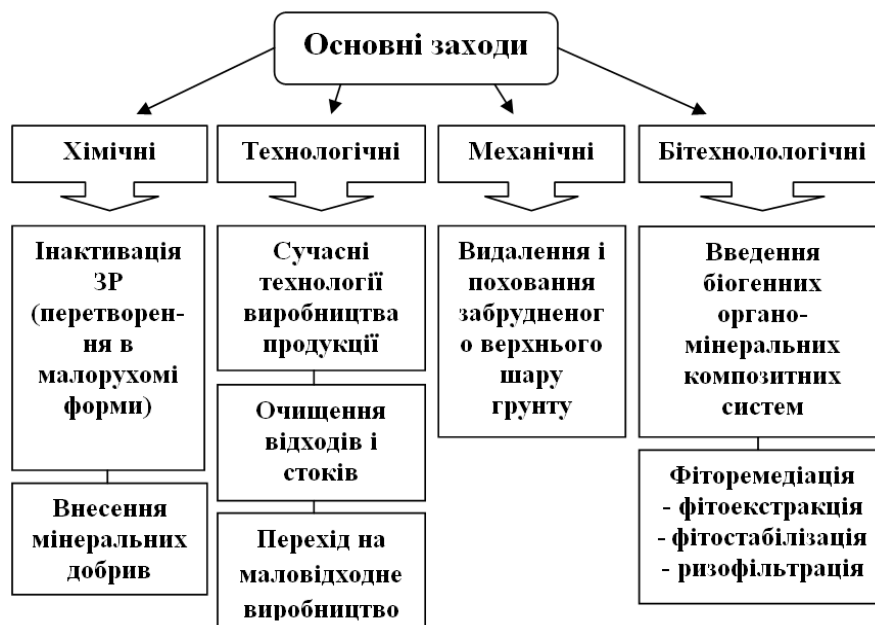 Основні заходи
Хімічні
Технологічні
Механічні
Бітехнолологічні
Інактивація
ЗР
(перетворен-
ня в
малорухомі
форми)
Внесення
мінеральних
добрив
Сучасні
технології
виробництва
продукції
Очищення
відходів і
стоків
Перехід на
маловідходне
виробництво
Видалення і
поховання
забрудненог
о верхнього
шару
грунту
Введення
біогенних
органо-
мінеральних
композитних
систем
Фіторемедіація
- фітоекстракція
- фітостабілізація
- ризофільтрація